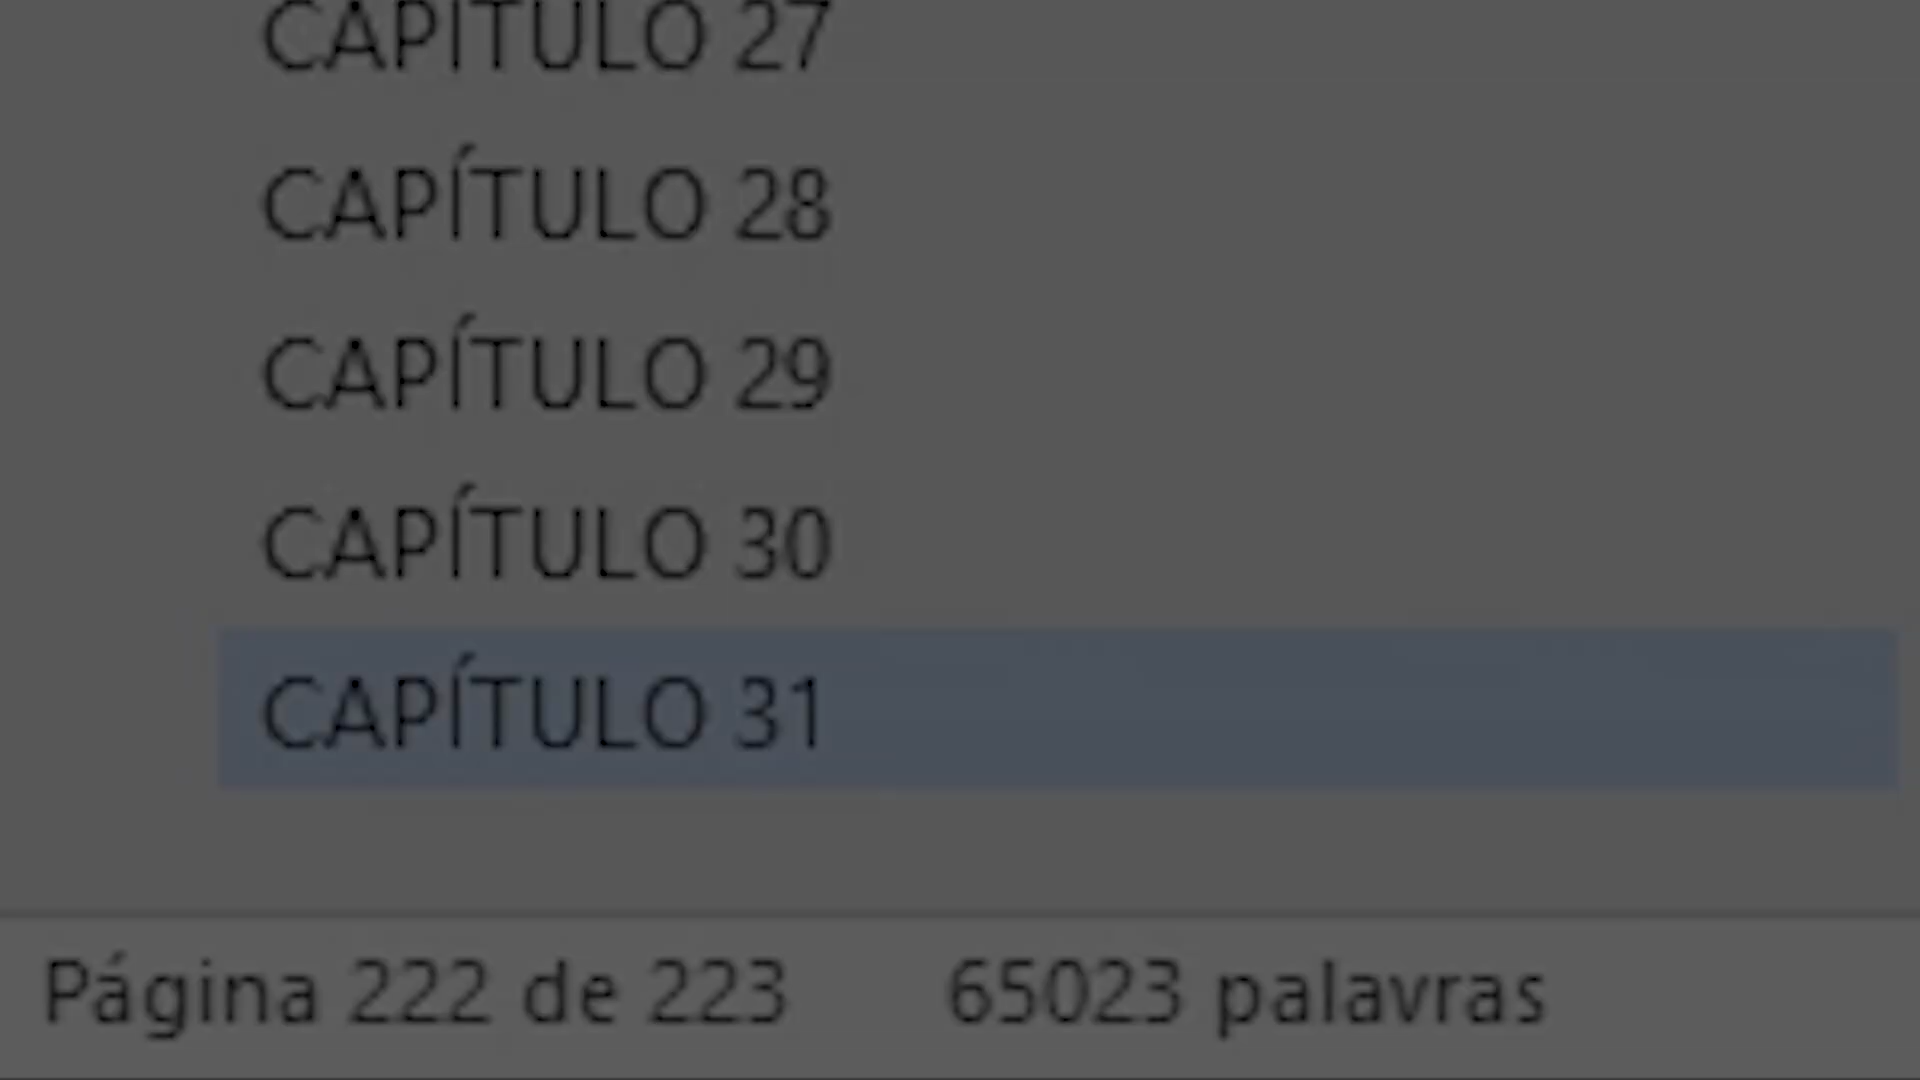 CAPÍTULO 27
CAPÍTULO 28
CAPÍTULO 29
CAPÍTULO 30
CAPÍTULO 31
Página 222 de 223 65023 palavras